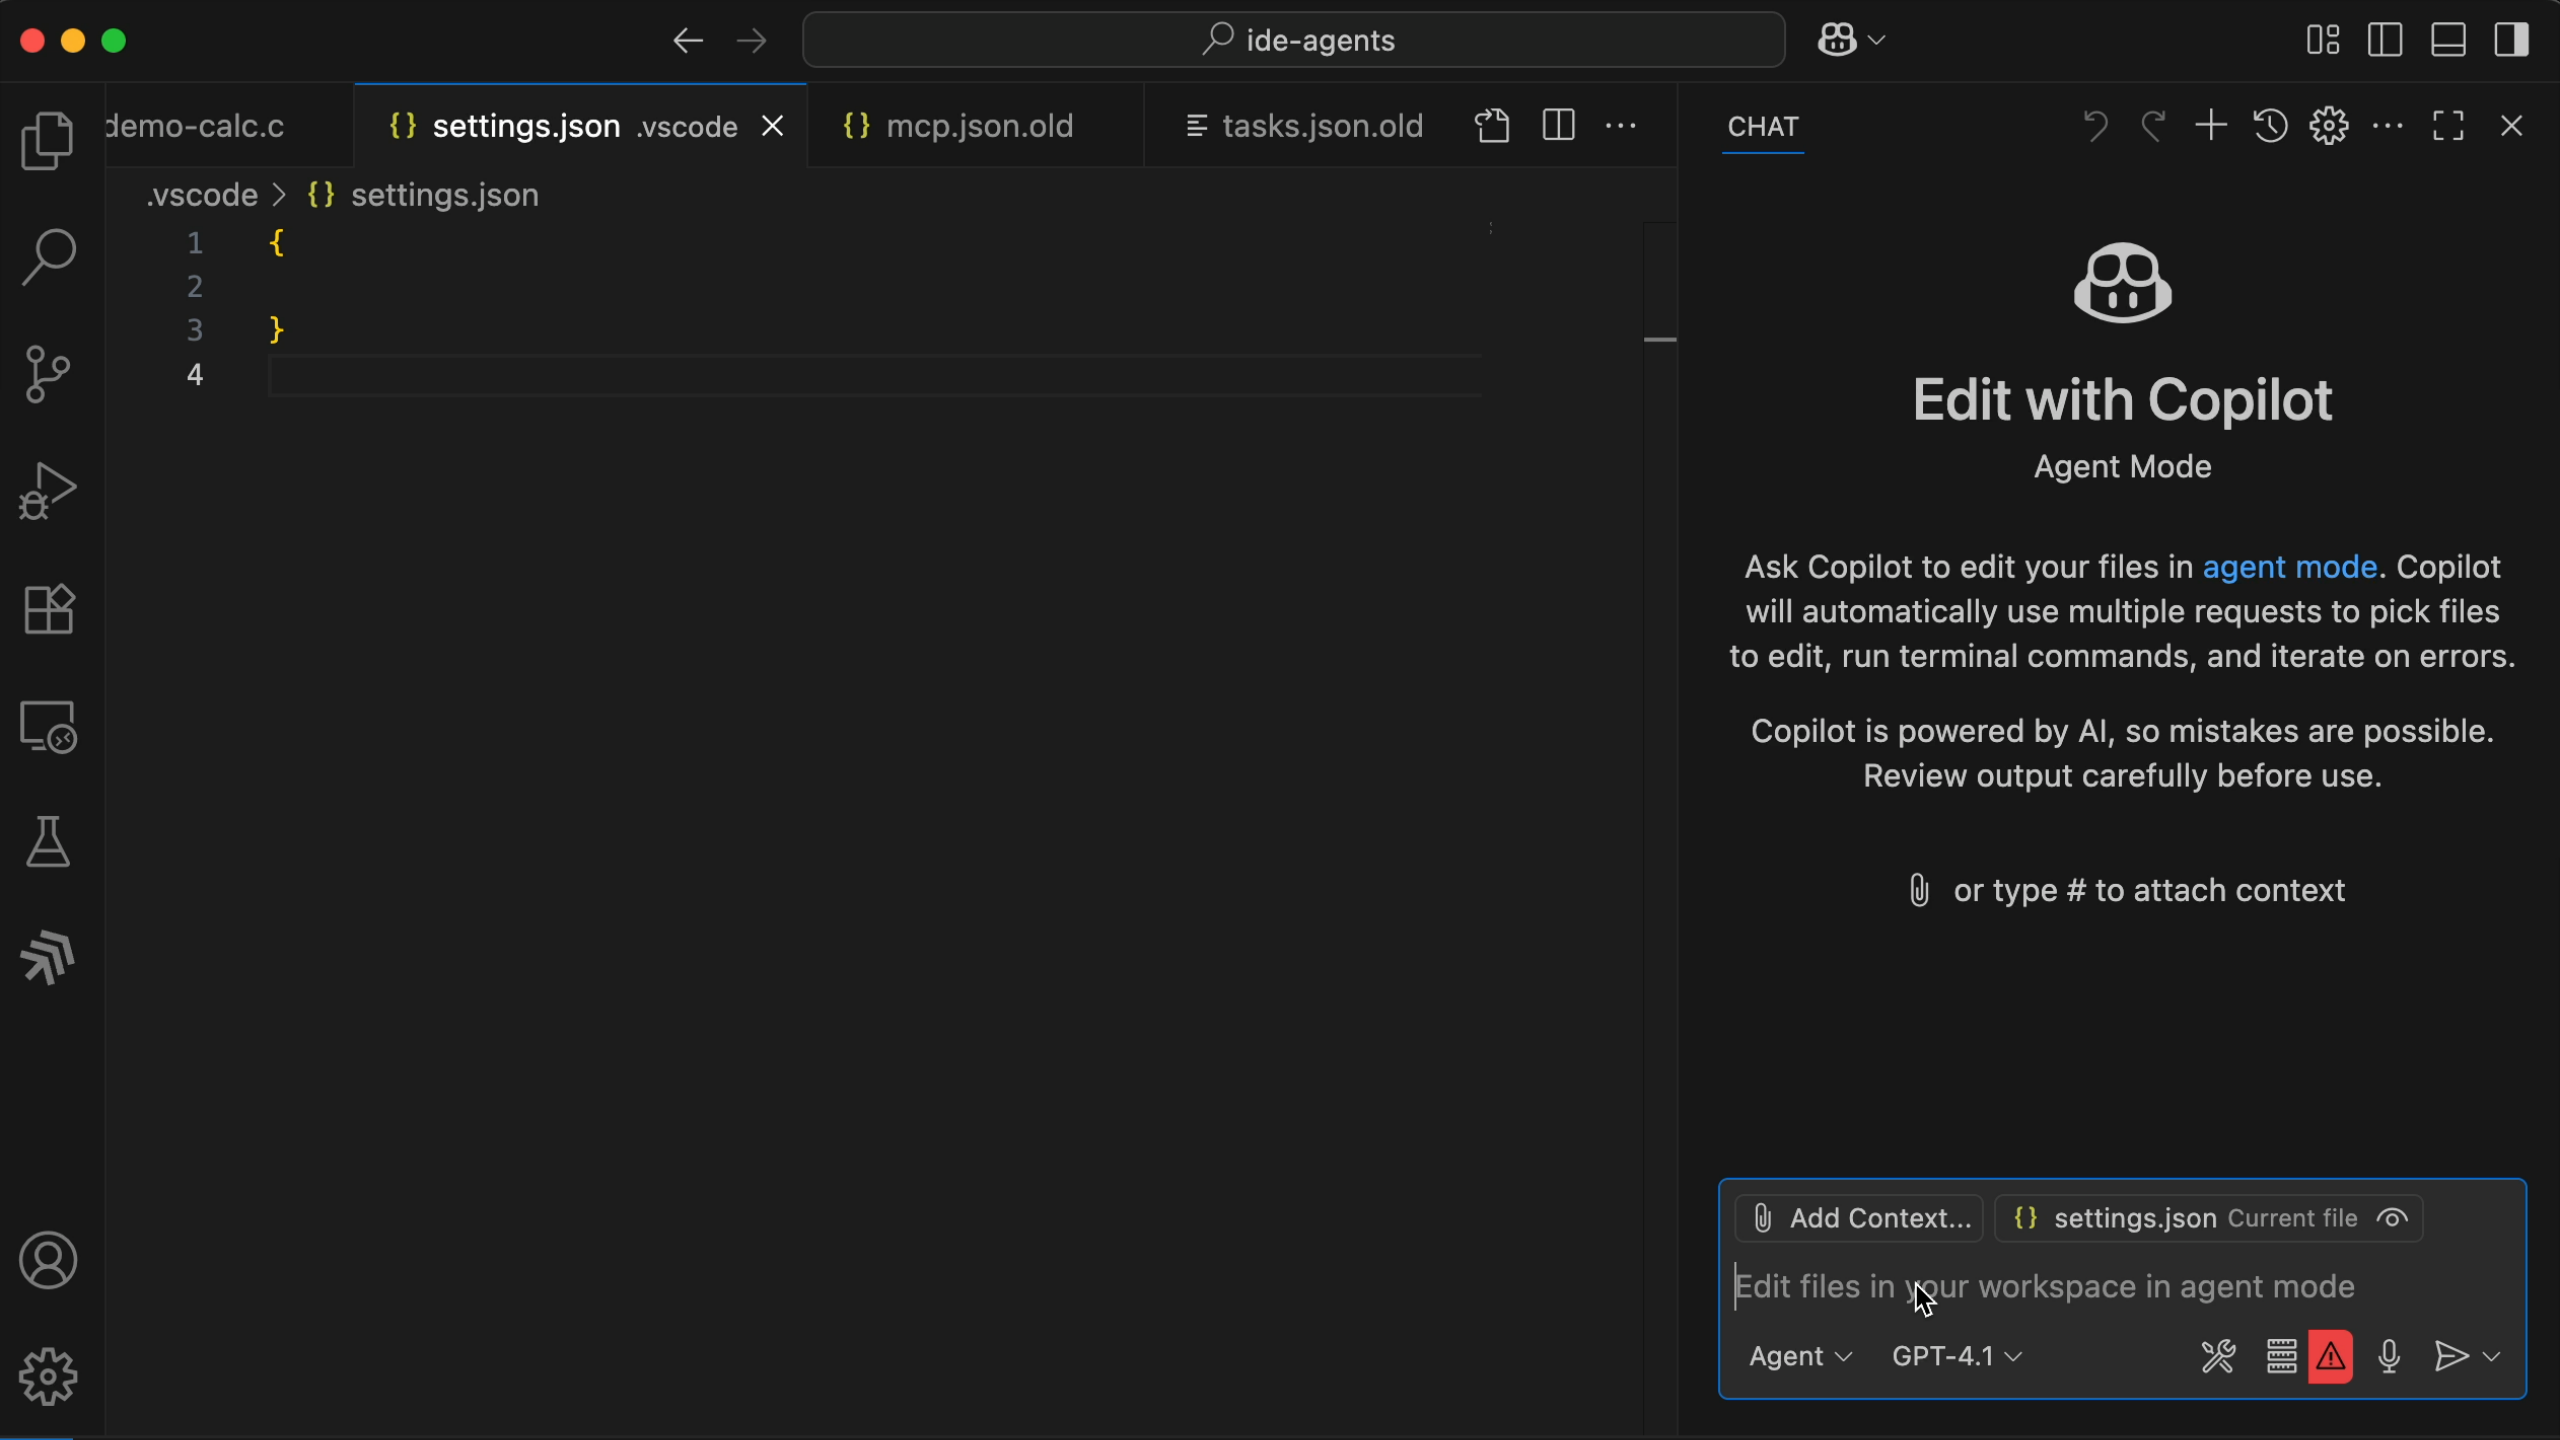 ide-agents
demo-calc.c
{} settings.json .vscode
{} mcp.json.old
tasks.json.old
.vscode > {} settings.json
1 {
2
3 }
4
CHAT
Edit with Copilot
Agent Mode
Ask Copilot to edit your files in agent mode. Copilot
will automatically use multiple requests to pick files
to edit, run terminal commands, and iterate on errors.
Copilot is powered by AI, so mistakes are possible.
Review output carefully before use.
or type # to attach context
Add Context...
{} settings.json Current file
Edit files in your workspace in agent mode
Agent
GPT-4.1